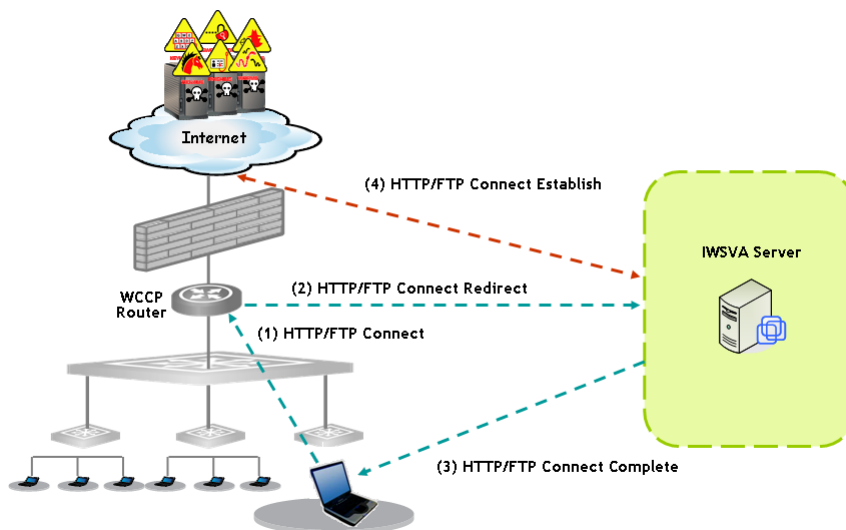 Internet
(4) HTTP/FTP Connect Establish
IWSVA Server
WCCP
Router
(2) HTTP/FTP Connect Redirect
(1) HTTP/FTP Connect
(3) HTTP/FTP Connect Complete